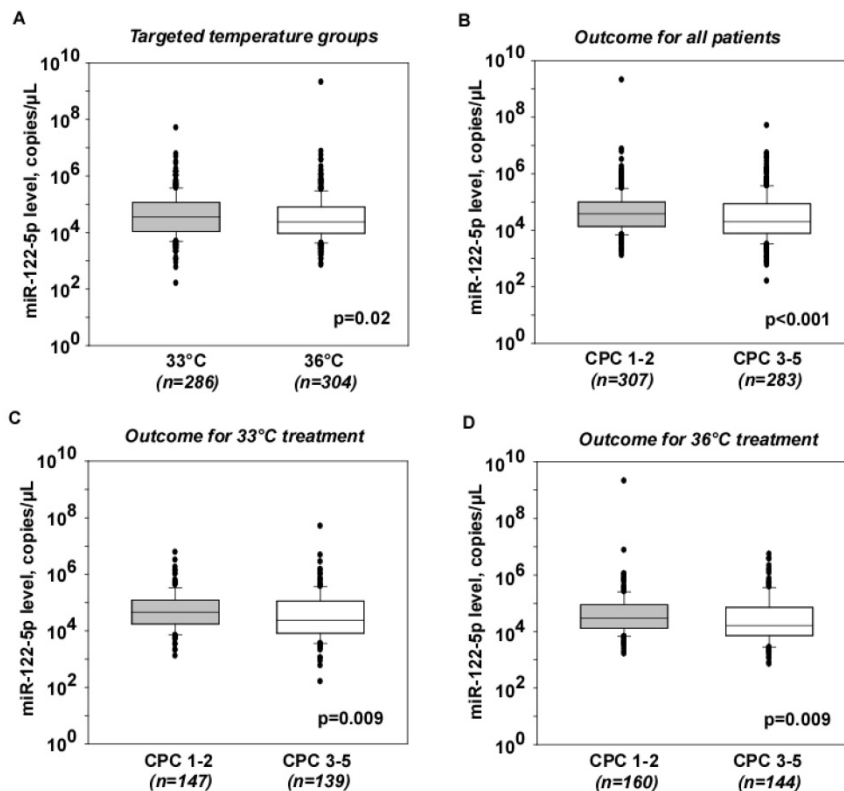 A
Targeted temperature groups
miR-122-5p level, copies/µL
10^10
10^8
10^6
10^4
10^2
10^0
p=0.02
33°C
36°C
(n=286)
(n=304)
B
Outcome for all patients
miR-122-5p level, copies/µL
10^10
10^8
10^6
10^4
10^2
10^0
p<0.001
CPC 1-2
CPC 3-5
(n=307)
(n=283)
C
Outcome for 33°C treatment
miR-122-5p level, copies/µL
10^10
10^8
10^6
10^4
10^2
10^0
p=0.009
CPC 1-2
CPC 3-5
(n=147)
(n=139)
D
Outcome for 36°C treatment
miR-122-5p level, copies/µL
10^10
10^8
10^6
10^4
10^2
10^0
p=0.009
CPC 1-2
CPC 3-5
(n=160)
(n=144)